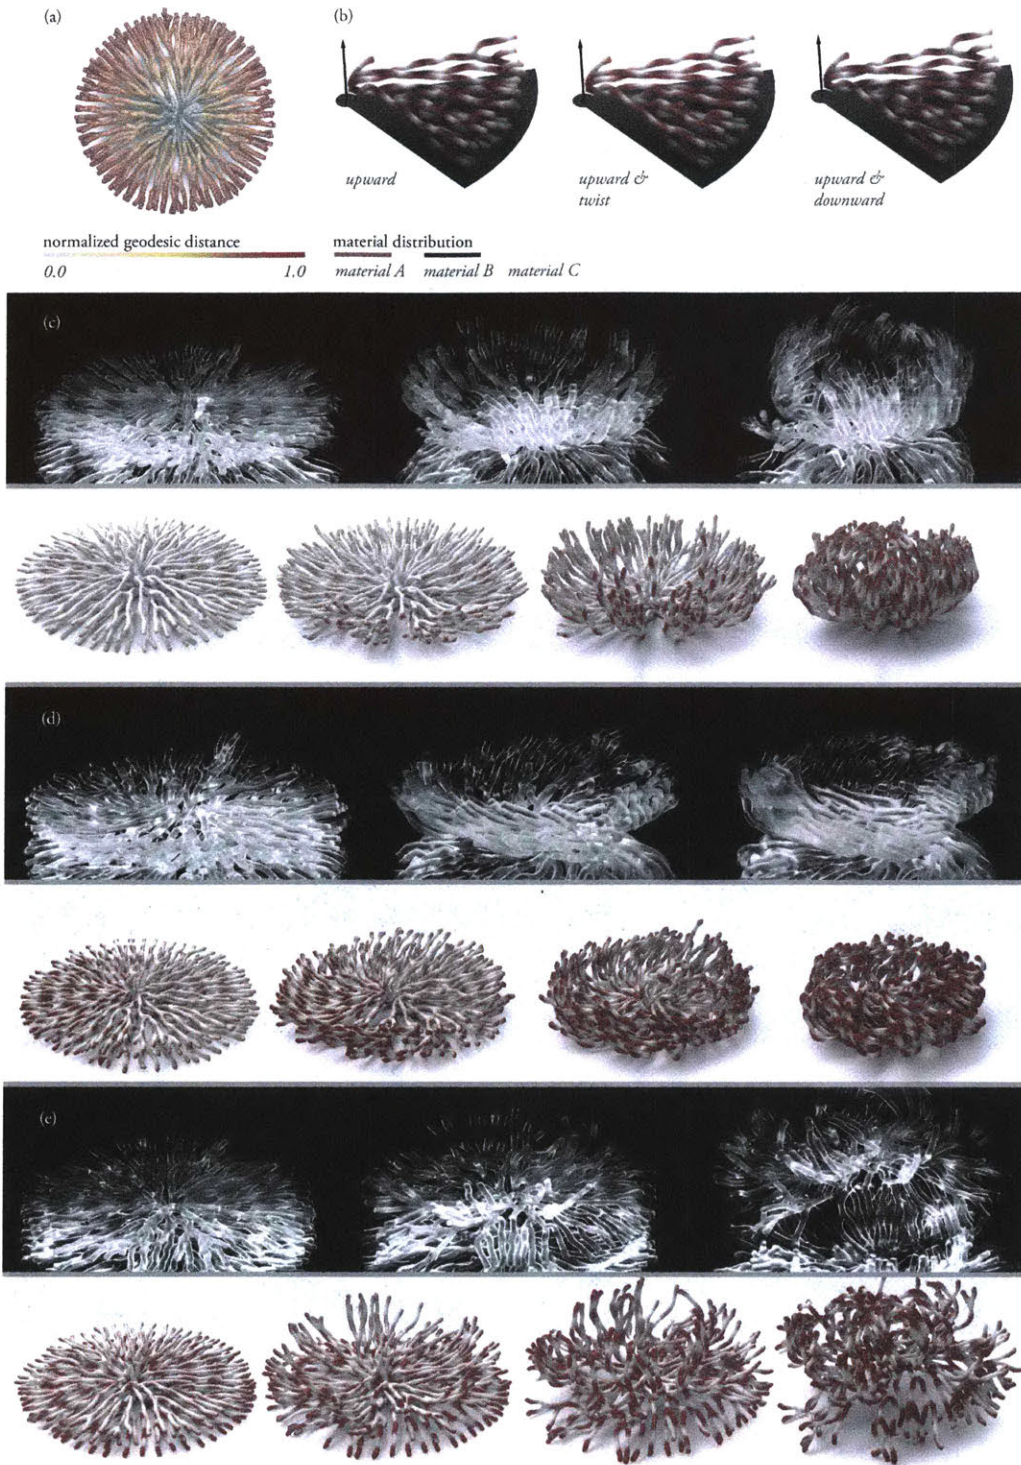 (a)
(b)
upward
upward &
twist
upward &
downward
normalized geodesic distance
0.0 1.0
material distribution
material A material B material C
(c)
(d)
(e)